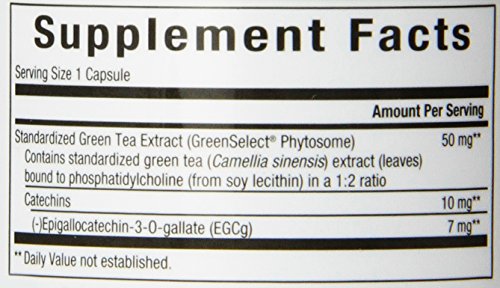 Supplement Facts
Serving Size 1 Capsule
Amount Per Serving
Standardized Green Tea Extract (GreenSelect® Phytosome) 50 mg**
Contains standardized green tea (Camellia sinensis) extract (leaves)
bound to phosphatidylcholine (from soy lecithin) in a 1:2 ratio
Catechins 10 mg**
(-)Epigallocatechin-3-O-gallate (EGCg) 7 mg**
**Daily Value not established.